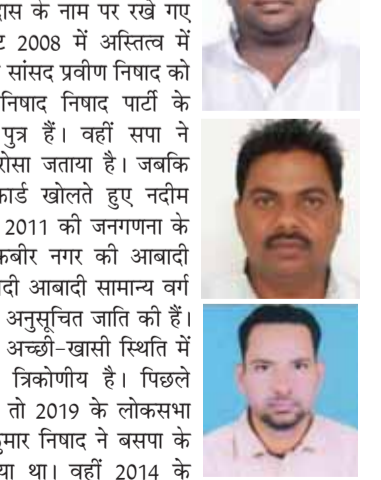 दास के नाम पर रखे गए
2008 में अस्तित्व में
सांसद प्रवीण निषाद को
निषाद निषाद पार्टी के
पुत्र हैं। वहीं सपा ने
जताया है। जबकि
कार्ड खोलते हुए नदीम
2011 की जनगणना के
कबीर नगर की आबादी
आबादी सामान्य वर्ग
अनुसूचित जाति की हैं।
अच्छी-खासी स्थिति में
त्रिकोणीय है। पिछले
तो 2019 के लोकसभा
निषाद ने बसपा के
था। वहीं 2014 के